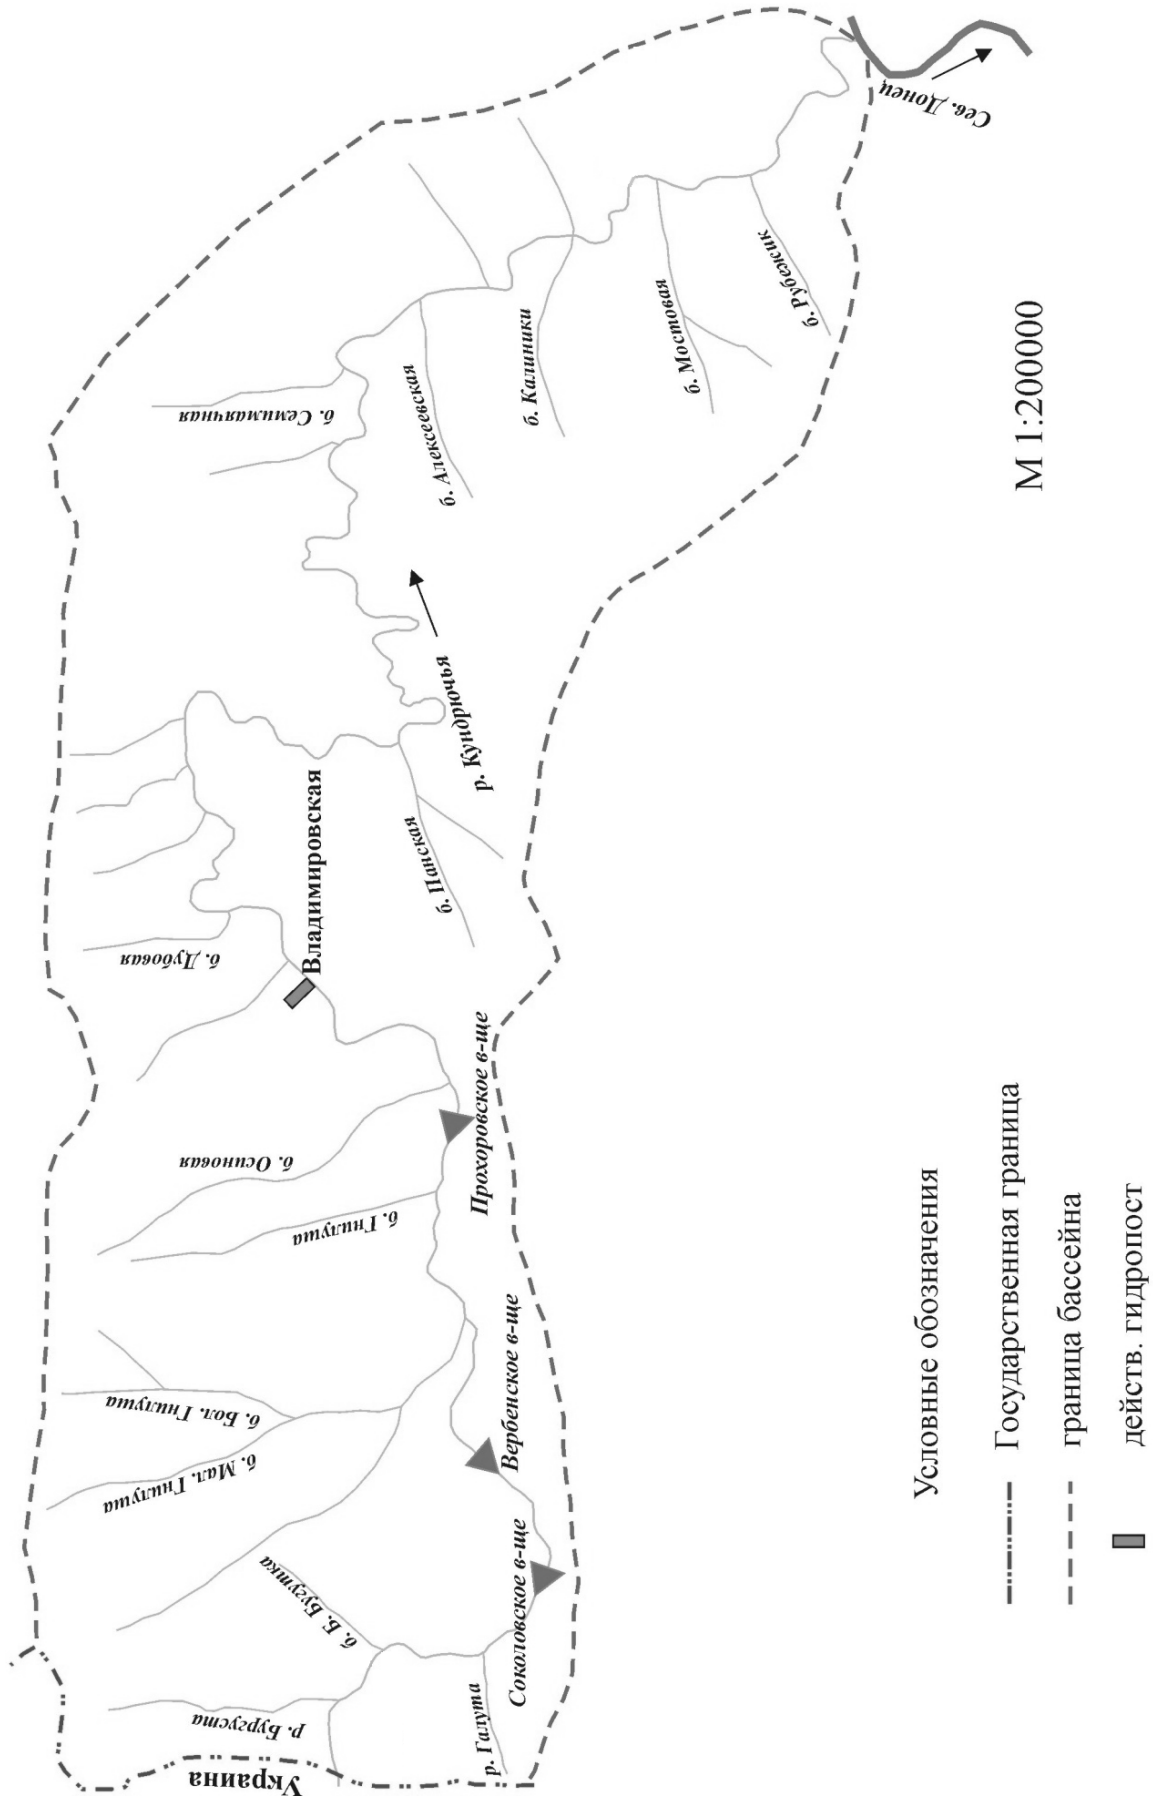 Украина
р. Бургуста
р. Галута
б. Б. Бугутка
Соколовское в-ще
б. Мал. Гнилуша
б. Бол. Гнилуша
Вербенское в-ще
б. Гнилуша
б. Осиновая
Прохоровское в-ще
б. Дубовая
Владимировская
б. Панская
р. Кундрючья
б. Семимаячная
б. Алексеевская
б. Калиники
б. Мостовая
б. Рубежик
Сев. Донец
М 1:200000
Условные обозначения
Государственная граница
граница бассейна
действ. гидропост